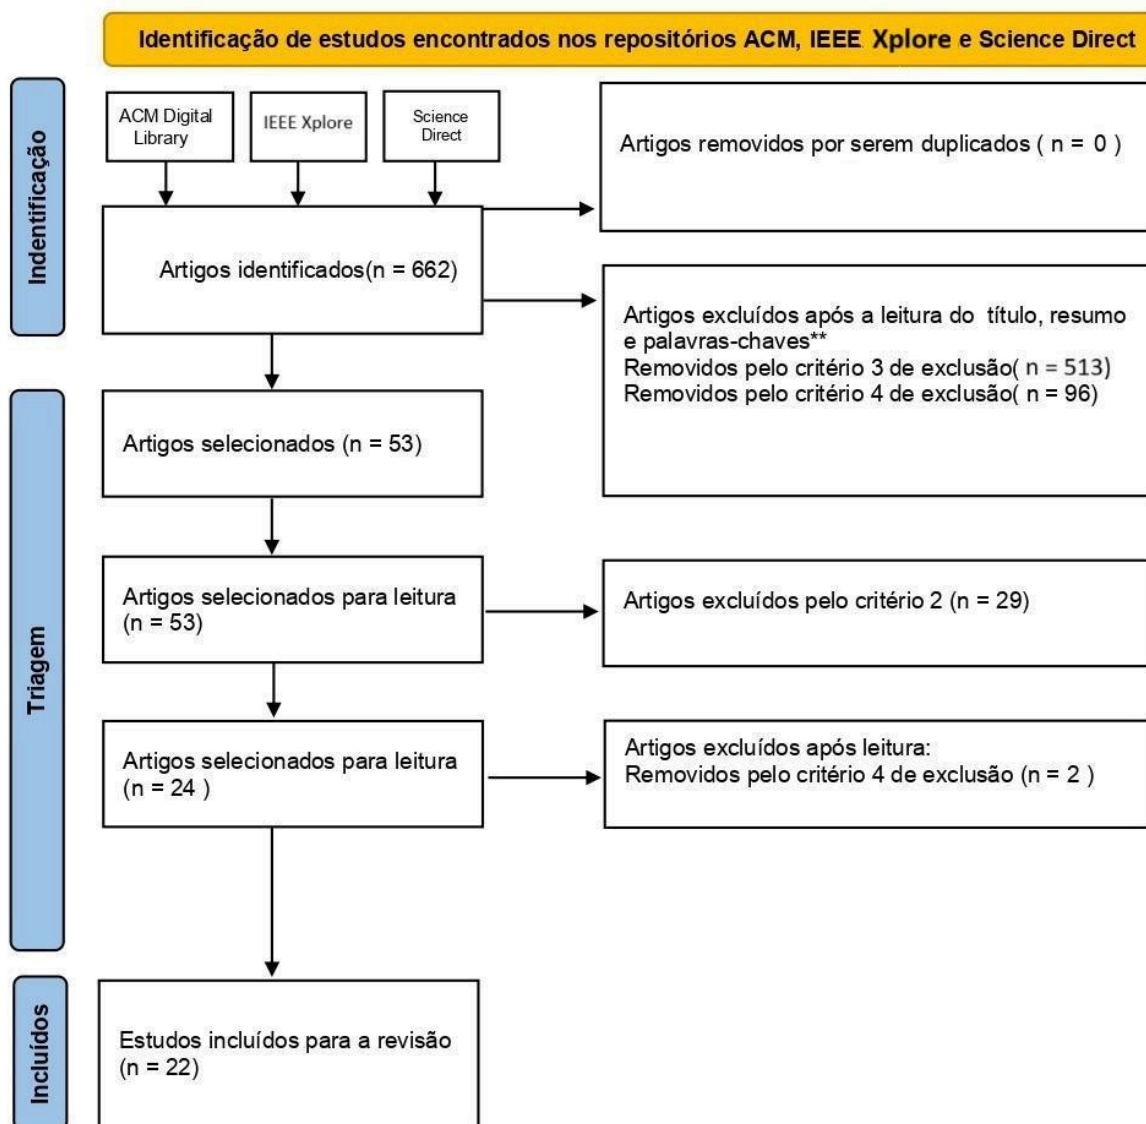 Identificação de estudos encontrados nos repositórios ACM, IEEE Xplore e Science Direct
Indentificação
ACM Digital
Library
IEEE Xplore
Science
Direct
Artigos removidos por serem duplicados ( n = 0 )
Artigos identificados(n = 662)
Artigos excluídos após a leitura do título, resumo
e palavras-chaves**
Removidos pelo critério 3 de exclusão( n = 513)
Removidos pelo critério 4 de exclusão( n = 96)
Triagem
Artigos selecionados (n = 53)
Artigos selecionados para leitura
(n = 53)
Artigos excluídos pelo critério 2 (n = 29)
Artigos selecionados para leitura
(n = 24 )
Artigos excluídos após leitura:
Removidos pelo critério 4 de exclusão (n = 2 )
Incluídos
Estudos incluídos para a revisão
(n = 22)